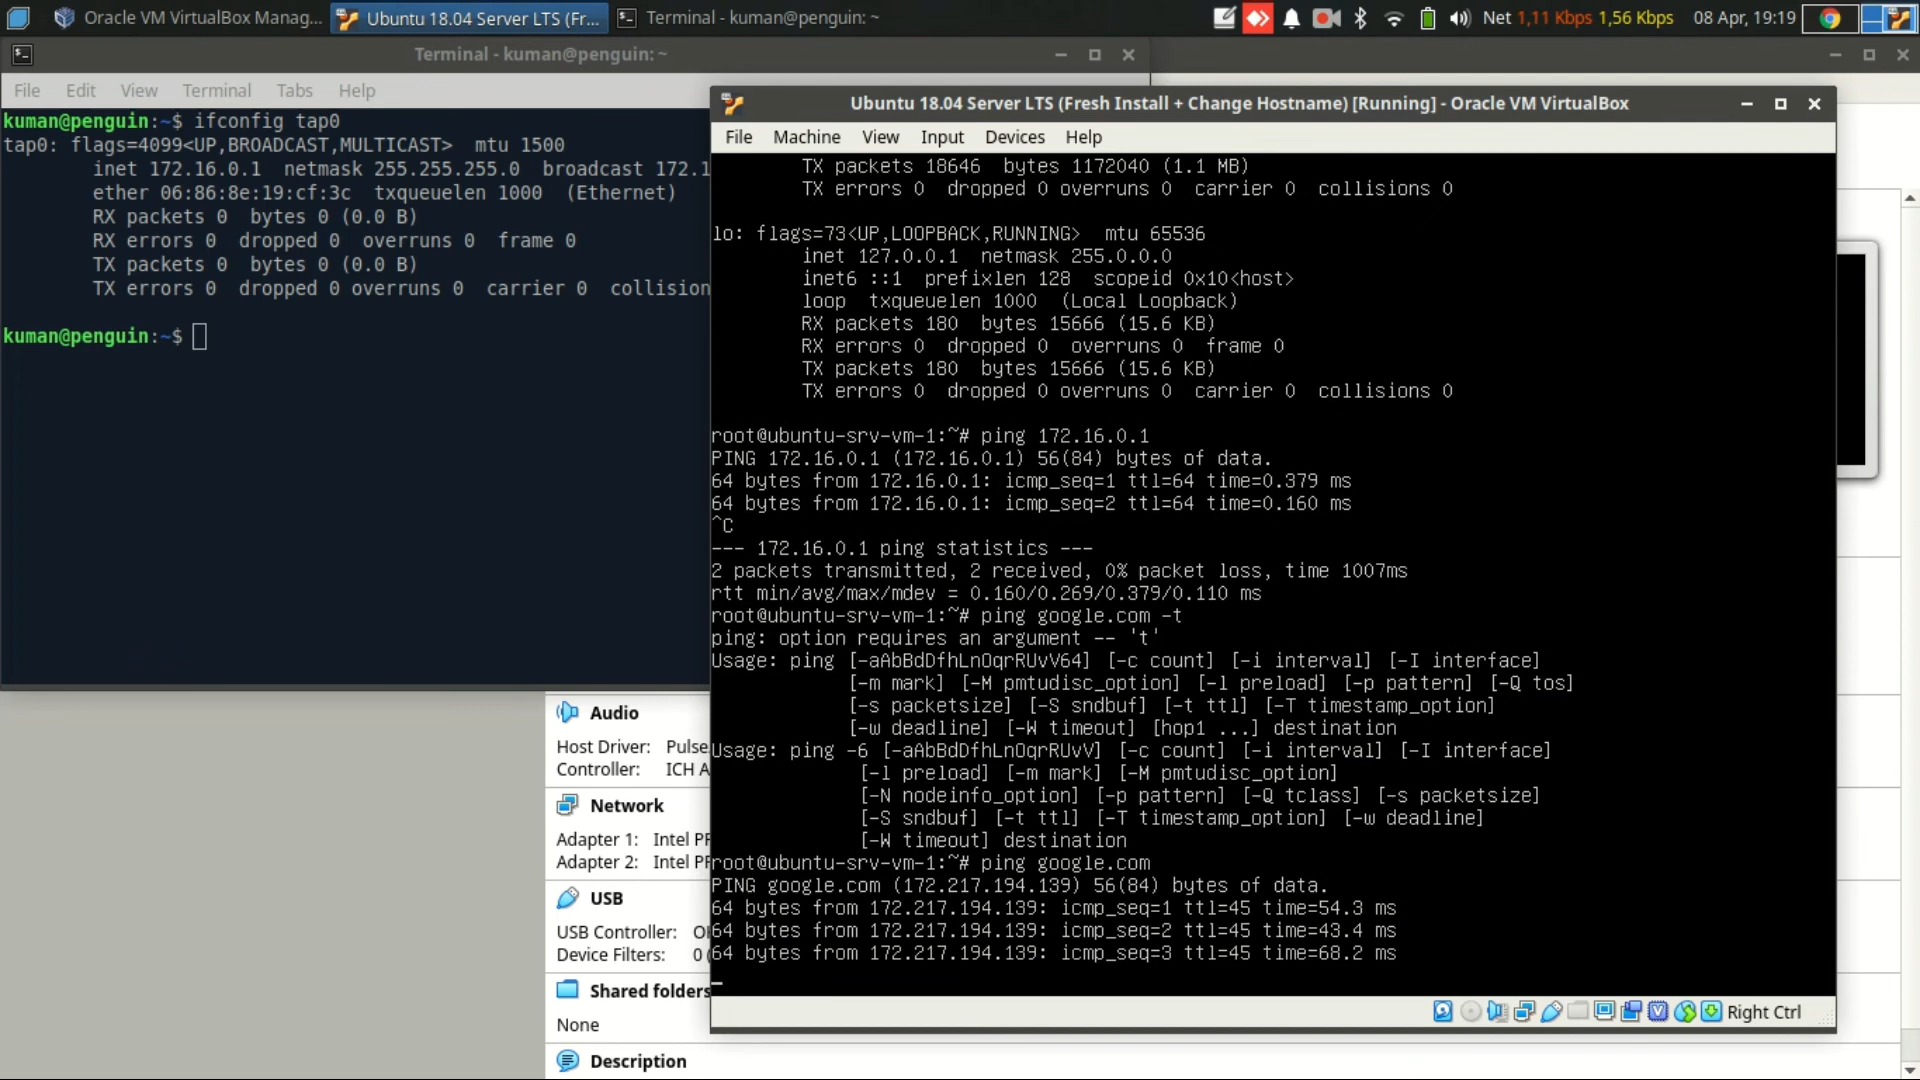 Oracle VM VirtualBox Manag...
Ubuntu 18.04 Server LTS (Fr...
Terminal - kuman@penguin: ~
Net 1,11 Kbps 1,56 Kbps
08 Apr, 19:19
Terminal - kuman@penguin: ~
File Edit View Terminal Tabs Help
kuman@penguin:~$ ifconfig tap0
tap0: flags=4099<UP,BROADCAST,MULTICAST>  mtu 1500
inet 172.16.0.1  netmask 255.255.255.0  broadcast 172.1
ether 06:86:8e:19:cf:3c  txqueuelen 1000  (Ethernet)
RX packets 0  bytes 0 (0.0 B)
RX errors 0  dropped 0  overruns 0  frame 0
TX packets 0  bytes 0 (0.0 B)
TX errors 0  dropped 0 overruns 0  carrier 0  collision
kuman@penguin:~$
Ubuntu 18.04 Server LTS (Fresh Install + Change Hostname) [Running] - Oracle VM VirtualBox
File Machine View Input Devices Help
TX packets 18646  bytes 1172040 (1.1 MB)
TX errors 0  dropped 0 overruns 0  carrier 0  collisions 0
lo: flags=73<UP,LOOPBACK,RUNNING>  mtu 65536
inet 127.0.0.1  netmask 255.0.0.0
inet6 ::1  prefixlen 128  scopeid 0x10<host>
loop  txqueuelen 1000  (Local Loopback)
RX packets 180  bytes 15666 (15.6 KB)
RX errors 0  dropped 0  overruns 0  frame 0
TX packets 180  bytes 15666 (15.6 KB)
TX errors 0  dropped 0 overruns 0  carrier 0  collisions 0
root@ubuntu-srv-vm-1:~# ping 172.16.0.1
PING 172.16.0.1 (172.16.0.1) 56(84) bytes of data.
64 bytes from 172.16.0.1: icmp_seq=1 ttl=64 time=0.379 ms
64 bytes from 172.16.0.1: icmp_seq=2 ttl=64 time=0.160 ms
^C
--- 172.16.0.1 ping statistics ---
2 packets transmitted, 2 received, 0% packet loss, time 1007ms
rtt min/avg/max/mdev = 0.160/0.269/0.379/0.110 ms
root@ubuntu-srv-vm-1:~# ping google.com -t
ping: option requires an argument -- 't'
Usage: ping [-aAbBdDfhLnOqrRUvV64] [-c count] [-i interval] [-I interface]
[-m mark] [-M pmtudisc_option] [-l preload] [-p pattern] [-Q tos]
[-s packetsize] [-S sndbuf] [-t ttl] [-T timestamp_option]
[-w deadline] [-W timeout] [hop1 ...] destination
Usage: ping -6 [-aAbBdDfhLnOqrRUvV] [-c count] [-i interval] [-I interface]
[-l preload] [-m mark] [-M pmtudisc_option]
[-N nodeinfo_option] [-p pattern] [-Q tclass] [-s packetsize]
[-S sndbuf] [-t ttl] [-T timestamp_option] [-w deadline]
[-W timeout] destination
root@ubuntu-srv-vm-1:~# ping google.com
PING google.com (172.217.194.139) 56(84) bytes of data.
64 bytes from 172.217.194.139: icmp_seq=1 ttl=45 time=54.3 ms
64 bytes from 172.217.194.139: icmp_seq=2 ttl=45 time=43.4 ms
64 bytes from 172.217.194.139: icmp_seq=3 ttl=45 time=68.2 ms
Right Ctrl
Audio
Host Driver: Pulse
Controller: ICH A
Network
Adapter 1: Intel PR
Adapter 2: Intel PR
USB
USB Controller:
Device Filters: 0 (
Shared folders
None
Description